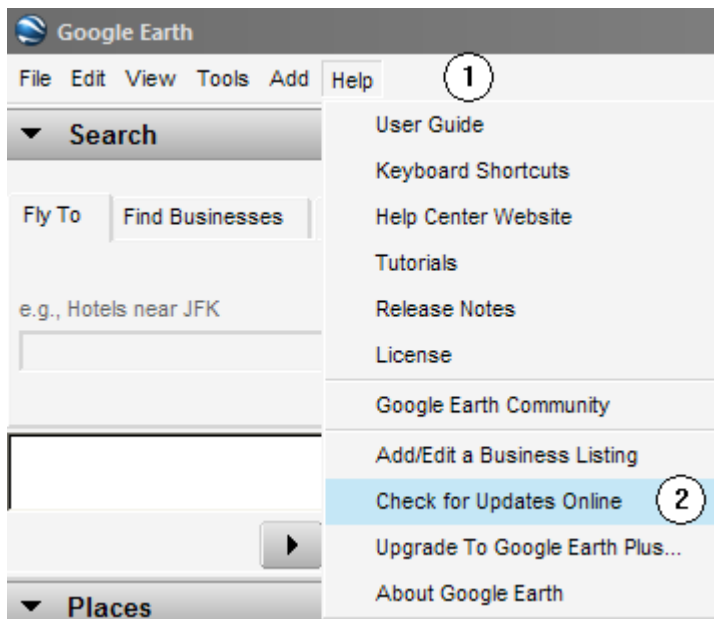 Google Earth
File Edit View Tools Add Help 1
Search
Fly To Find Businesses
e.g., Hotels near JFK
User Guide
Keyboard Shortcuts
Help Center Website
Tutorials
Release Notes
License
Google Earth Community
Add/Edit a Business Listing
Check for Updates Online 2
Upgrade To Google Earth Plus...
About Google Earth
Places